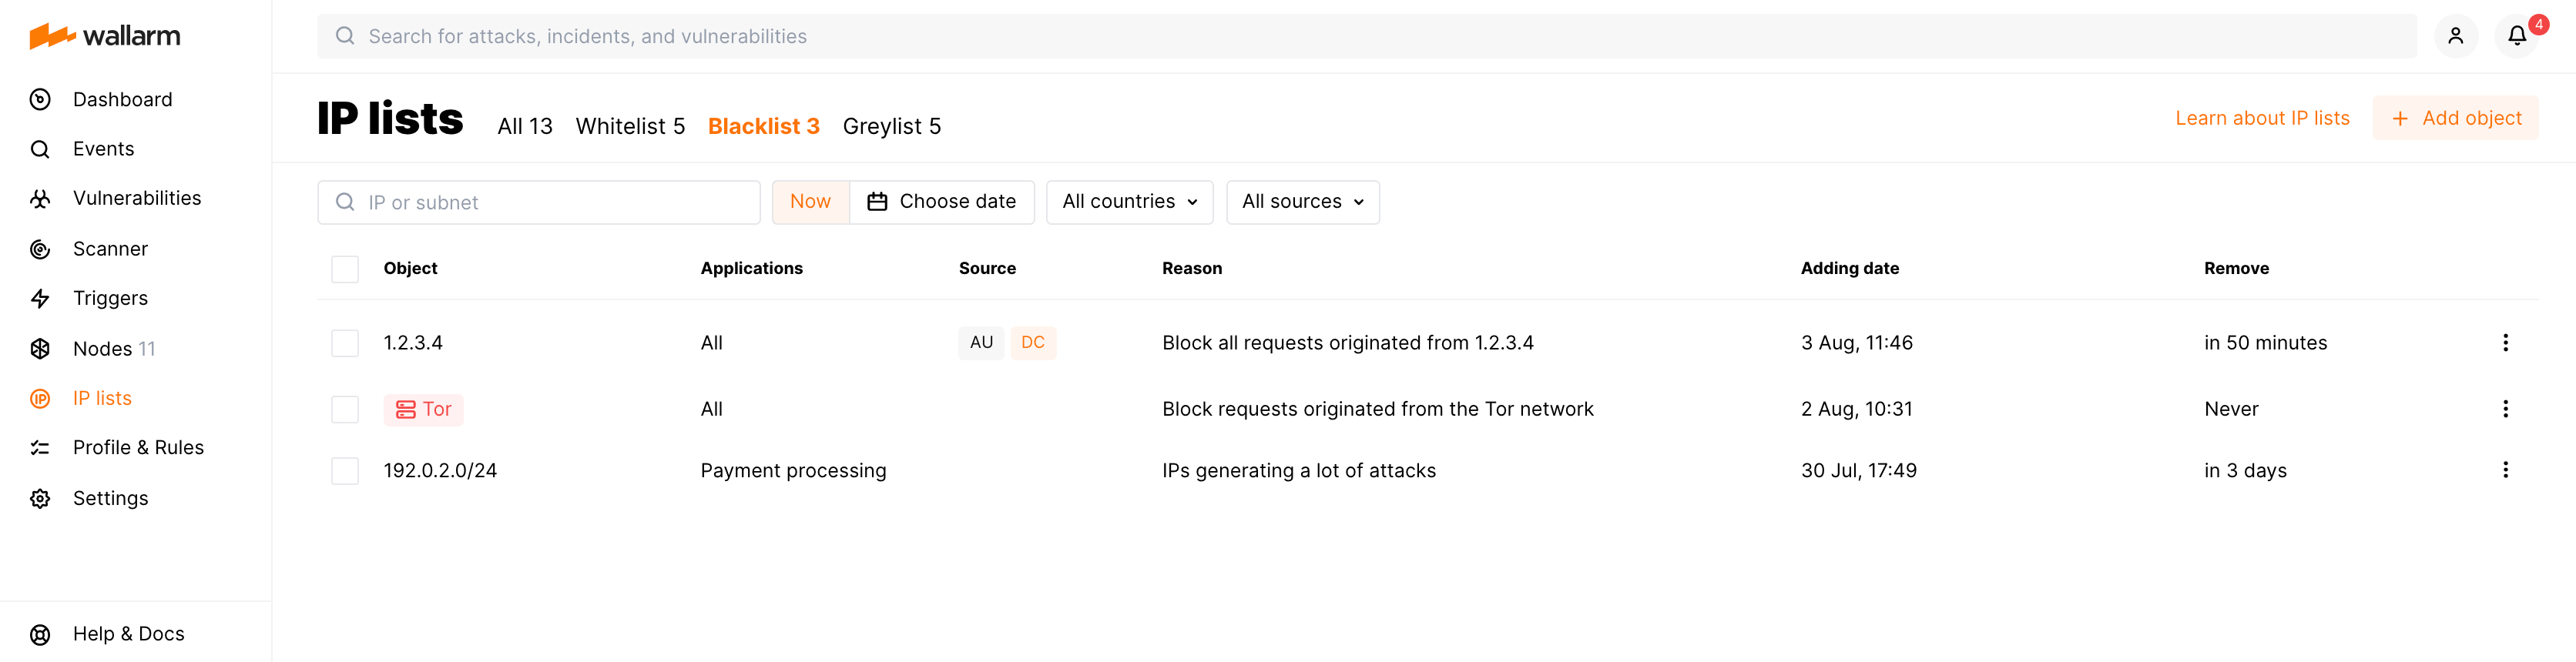 wallarm
Search for attacks, incidents, and vulnerabilities
4
Dashboard
Events
Vulnerabilities
Scanner
Triggers
Nodes 11
IP lists
Profile & Rules
Settings
Help & Docs
IP lists All 13 Whitelist 5 Blacklist 3 Greylist 5
Learn about IP lists + Add object
IP or subnet Now Choose date All countries All sources
Object Applications Source Reason Adding date Remove
1.2.3.4 All AU DC Block all requests originated from 1.2.3.4 3 Aug, 11:46 in 50 minutes
Tor All Block requests originated from the Tor network 2 Aug, 10:31 Never
192.0.2.0/24 Payment processing IPs generating a lot of attacks 30 Jul, 17:49 in 3 days